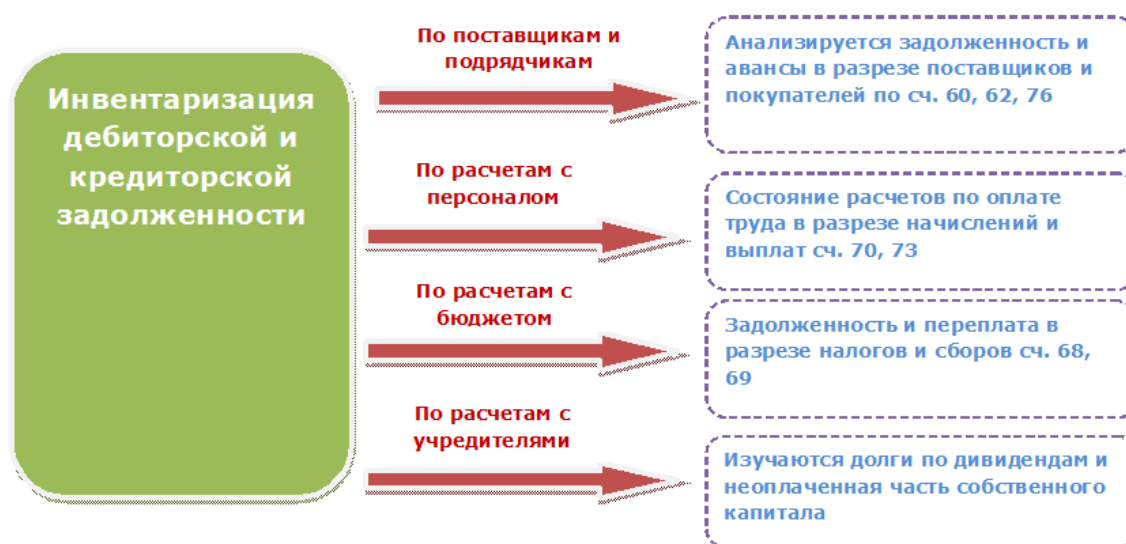 Инвентаризация
дебиторской и
кредиторской
задолженности
По поставщикам и
подрядчикам
Анализируется задолженность и
авансы в разрезе поставщиков и
покупателей по сч. 60, 62, 76
По расчетам с
персоналом
Состояние расчетов по оплате
труда в разрезе начислений и
выплат сч. 70, 73
По расчетам с
бюджетом
Задолженность и переплата в
разрезе налогов и сборов сч. 68,
69
По расчетам с
учредителями
Изучаются долги по дивидендам и
неоплаченная часть собственного
капитала